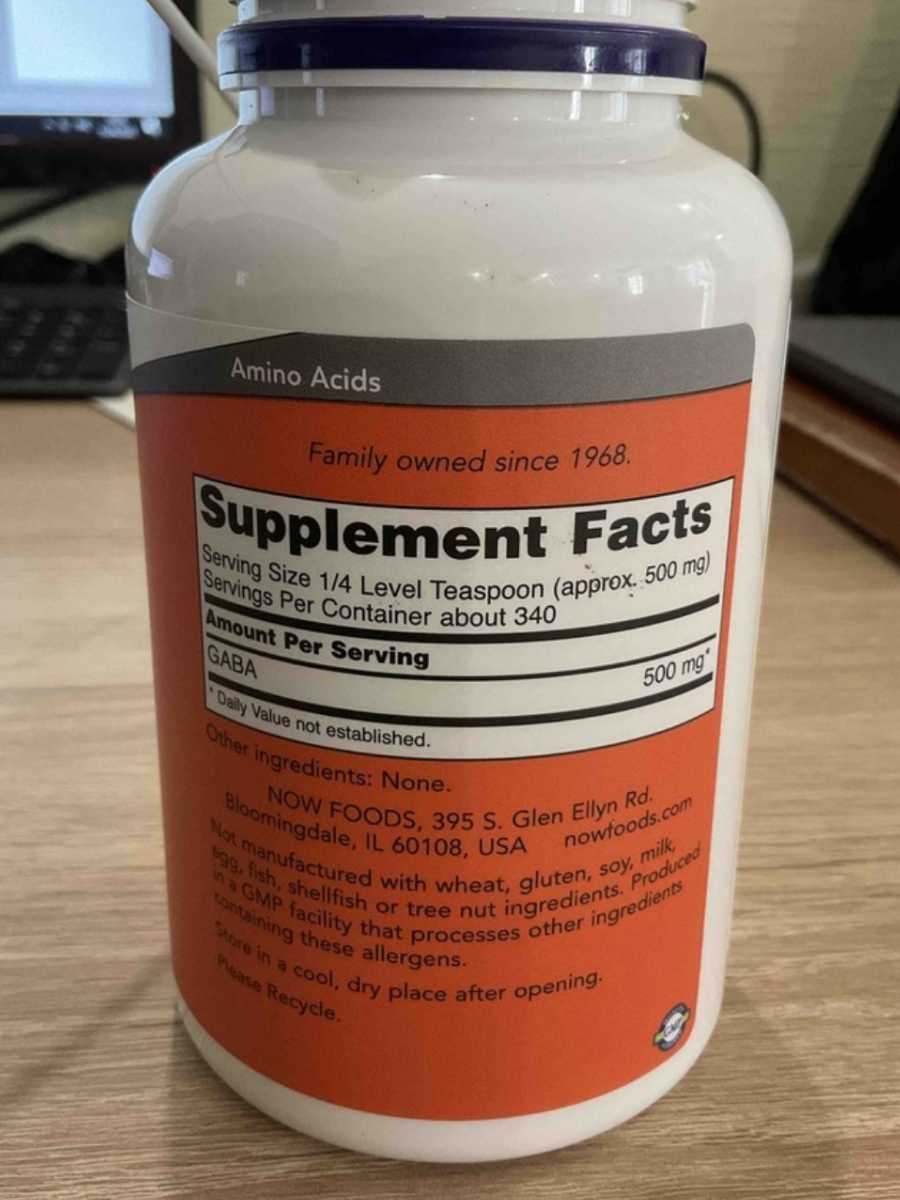 Amino Acids
Family owned since 1968.
Supplement Facts
Serving Size 1/4 Level Teaspoon (approx. 500 mg)
Servings Per Container about 340
Amount Per Serving
GABA 500 mg*
* Daily Value not established.
Other ingredients: None.
NOW FOODS, 395 S. Glen Ellyn Rd.
Bloomingdale, IL 60108, USA nowfoods.com
Not manufactured with wheat, gluten, soy, milk,
egg, fish, shellfish or tree nut ingredients. Produced
in a GMP facility that processes other ingredients
containing these allergens.
Store in a cool, dry place after opening.
Please Recycle.